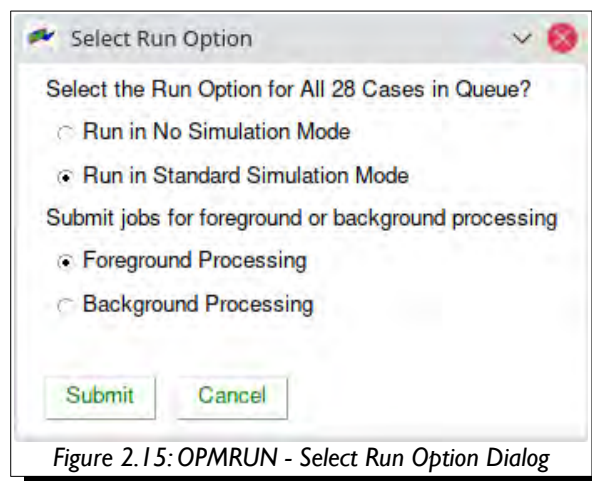 Select Run Option
Select the Run Option for All 28 Cases in Queue?
Run in No Simulation Mode
Run in Standard Simulation Mode
Submit jobs for foreground or background processing
Foreground Processing
Background Processing
Submit Cancel
Figure 2.15: OPMRUN - Select Run Option Dialog